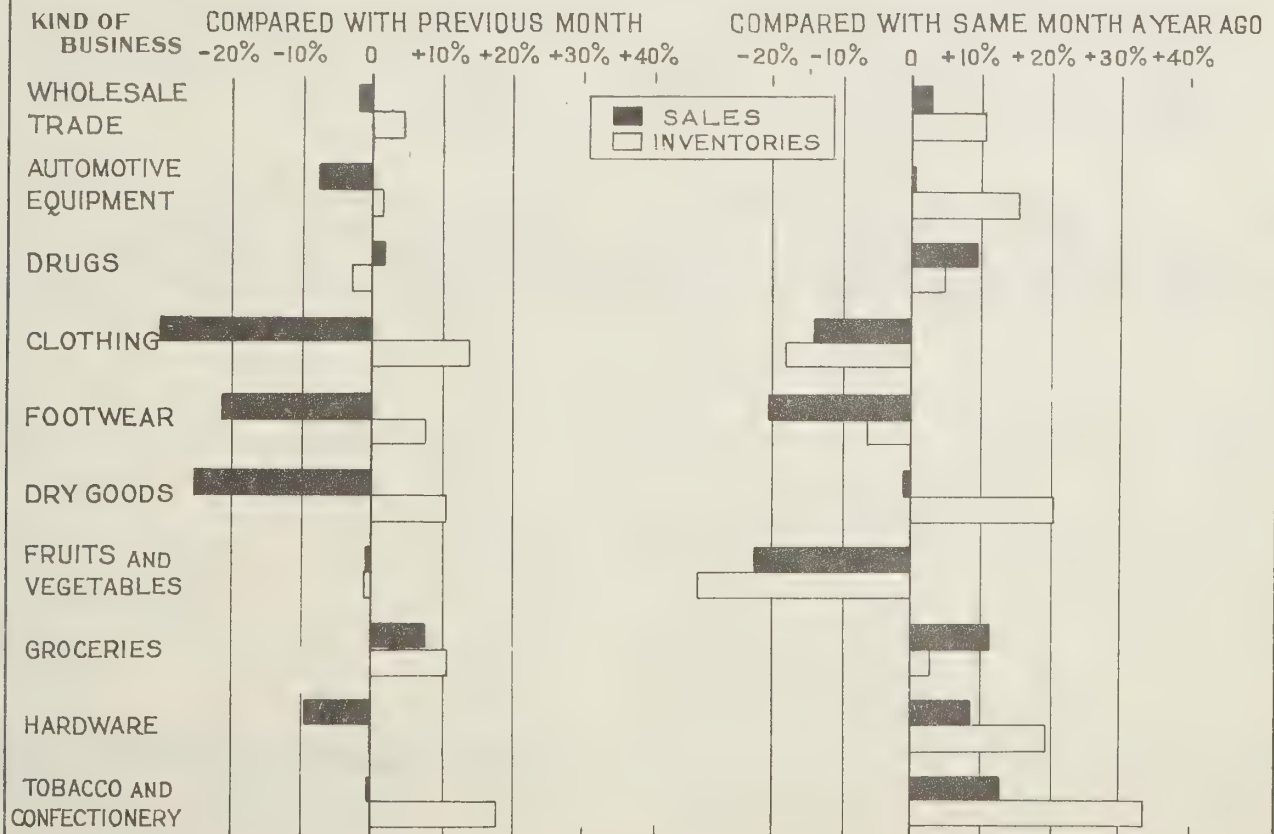 KIND OF
BUSINESS
COMPARED WITH PREVIOUS MONTH
-20% -10% 0 +10% +20% +30% +40%
COMPARED WITH SAME MONTH A YEAR AGO
-20% -10% 0 +10% +20% +30% +40%
SALES
INVENTORIES
WHOLESALE
TRADE
AUTOMOTIVE
EQUIPMENT
DRUGS
CLOTHING
FOOTWEAR
DRY GOODS
FRUITS AND
VEGETABLES
GROCERIES
HARDWARE
TOBACCO AND
CONFECTIONERY